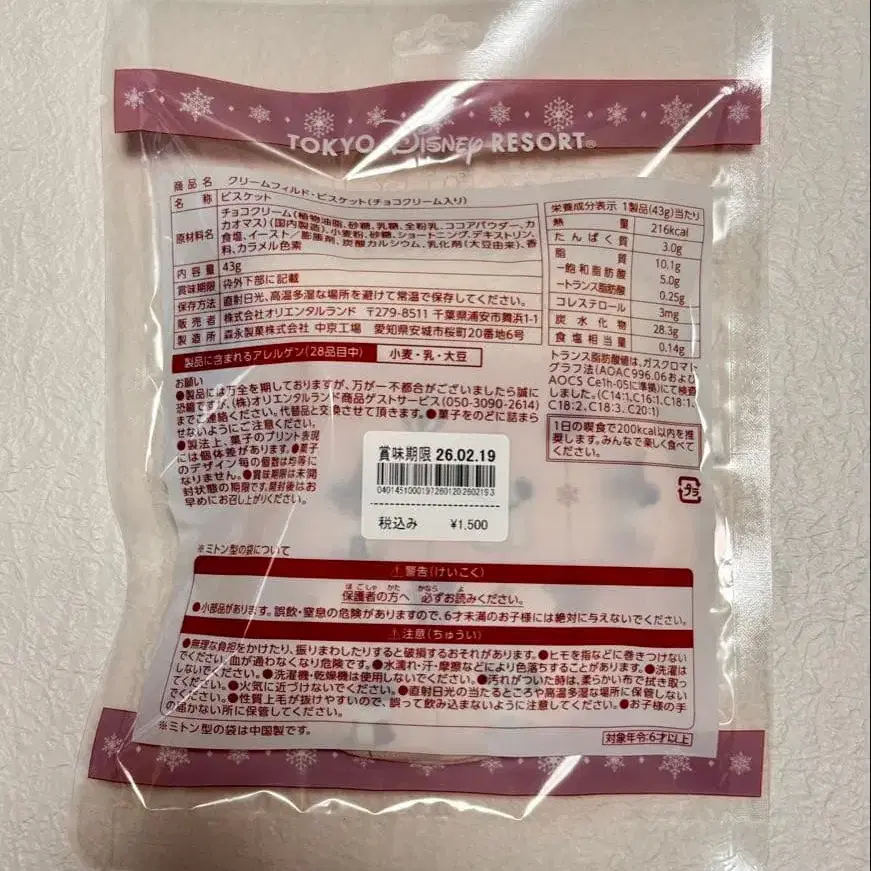 TOKYO DISNEY RESORT®
商品名 クリームフィルド・ビスケット(チョコクリーム入り)
名称 ビスケット
原材料名 チョコクリーム(植物油脂、砂糖、乳糖、全粉乳、ココアパウダー、カ
カオマス)(国内製造)、小麦粉、砂糖、ショートニング、デキストリン、
食塩、イースト/膨脹剤、炭酸カルシウム、乳化剤(大豆由来)、香
料、カラメル色素
内容量 43g
賞味期限 枠外下部に記載
保存方法 直射日光、高温多湿な場所を避けて常温で保存してください。
販売者 株式会社オリエンタルランド 〒279-8511 千葉県浦安市舞浜1-1
製造所 森永製菓株式会社 中京工場 愛知県安城市桜町20番地6号
栄養成分表示 1製品(43g)当たり
熱量 216kcal
たんぱく質 3.0g
脂質 10.1g
ー飽和脂肪酸 5.0g
ートランス脂肪酸 0.25g
コレステロール 3mg
炭水化物 28.3g
食塩相当量 0.14g
トランス脂肪酸値は、ガスクロマト
グラフ法(AOAC996.06および
AOCS Ce1h-05に準拠)にて検査
しました。(C14:1、C16:1、C18:1、
C18:2、C18:3、C20:1)
1日の喫食で200kcal以内を推
奨します。みんなで楽しく食べて
ください。
プラ
製品に含まれるアレルゲン(28品目中) 小麦・乳・大豆
お願い
●製品には万全を期しておりますが、万が一不都合がございましたら誠に
恐縮ですが、(株)オリエンタルランド商品ゲストサービス(050-3090-2614)
までご連絡ください。代替品と交換させて頂きます。●菓子をのどに詰まら
せないようにご注意ください。
●製法上、菓子のプリント表現
には個体差があります。●菓子
のデザイン毎の個数は均等に
なりません。●賞味期限は未開
封状態の期限です。開封後はお
早めにお召し上がりください。
賞味期限 26.02.19
04014510001972601202602193
税込み ¥1,500
※ミトン型の袋について
⚠警告(けいこく)
保護者の方へ 必ずお読みください。
●小部品があります。誤飲・窒息の危険がありますので、6才未満のお子様には絶対に与えないでください。
⚠注意(ちゅうい)
●無理な負担をかけたり、振りまわしたりすると破損するおそれがあります。●ヒモを指などに巻きつけない
でください。血が通わなくなり危険です。●水濡れ・汗・摩擦などにより色落ちすることがあります。●洗濯は
しないでください。●洗濯機・乾燥機は使用しないでください。●汚れがついた時は、柔らかい布で拭き取っ
てください。●火気に近づけないでください。●直射日光の当たるところや高温多湿な場所に保管しない
でください。●性質上毛が抜けやすいので、誤って飲み込まないように注意してください。●お子様の手
の届かない所に保管してください。
※ミトン型の袋は中国製です。
対象年令:6才以上